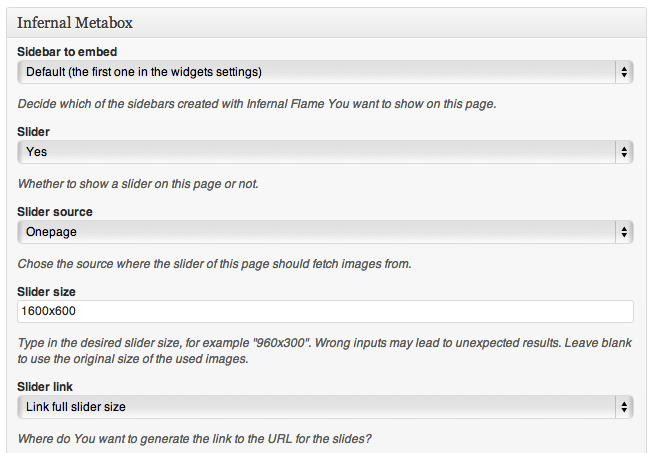 Infernal Metabox
Sidebar to embed
Default (the first one in the widgets settings)
Decide which of the sidebars created with Infernal Flame You want to show on this page.
Slider
Yes
Whether to show a slider on this page or not.
Slider source
Onepage
Chose the source where the slider of this page should fetch images from.
Slider size
1600x600
Type in the desired slider size, for example "960x300". Wrong inputs may lead to unexpected results. Leave blank
to use the original size of the used images.
Slider link
Link full slider size
Where do You want to generate the link to the URL for the slides?